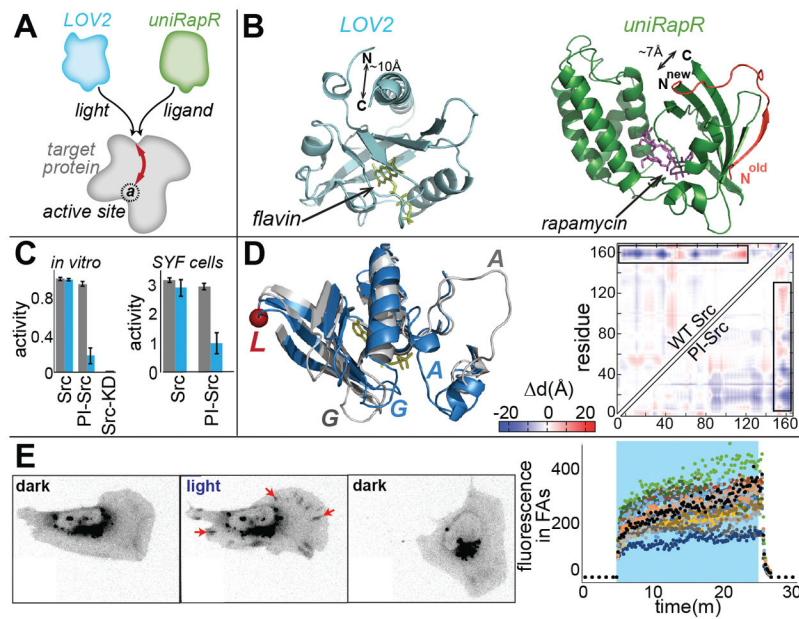 A
LOV2
uniRapR
light
ligand
target
protein
a
active site
B
LOV2
N
~10Å
C
flavin
uniRapR
~7Å
C
N new
N old
rapamycin
C
in vitro
activity
0.8
0.4
0
Src
PI-Src
Src-KD
SYF cells
activity
3
2
1
0
Src
PI-Src
D
L
A
A
G
G
Δd(Å)
-20 0 20
residue
160
120
80
40
0
WT Src
PI-Src
0 40 80 120 160
E
dark
light
dark
fluorescence
in FAs
400
200
0
0 10 20 30
time(m)